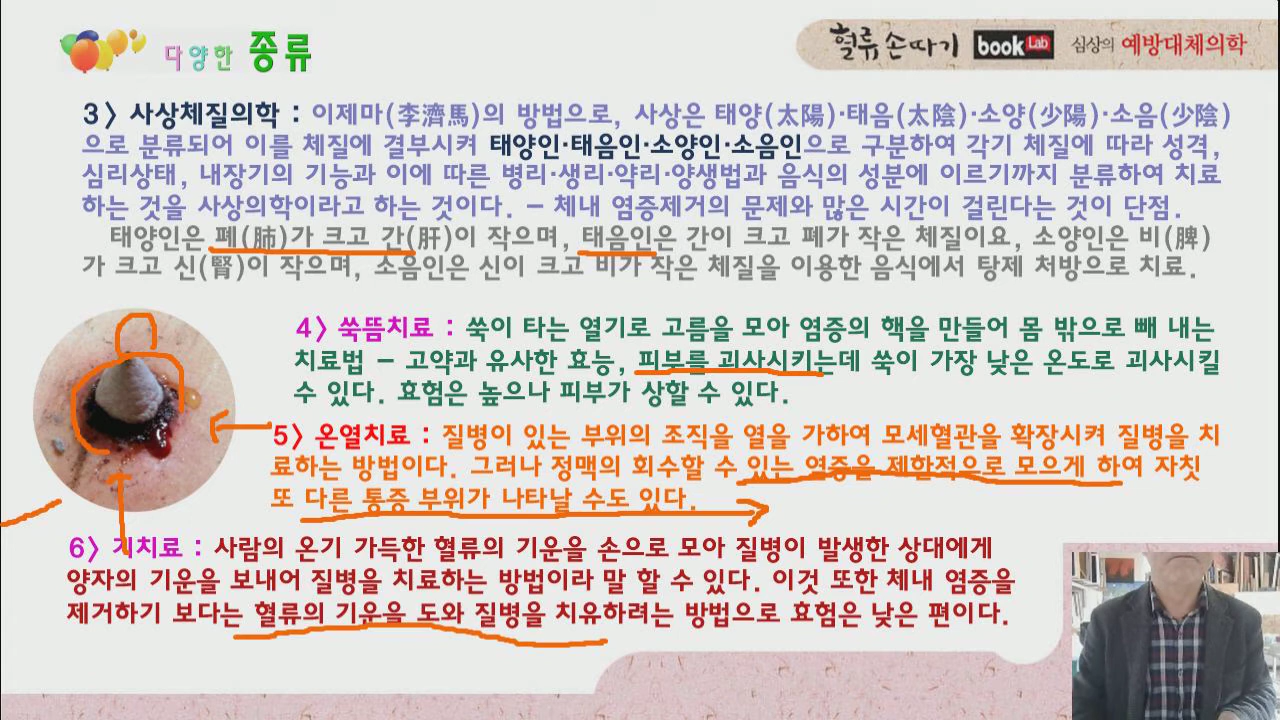 다양한 종류
혈류 손따기 book Lab 심상의 예방대체의학
3) 사상체질의학 : 이제마(李濟馬)의 방법으로, 사상은 태양(太陽)·태음(太陰)·소양(少陽)·소음(少陰)
으로 분류되어 이를 체질에 결부시켜 태양인·태음인·소양인·소음인으로 구분하여 각기 체질에 따라 성격,
심리상태, 내장기의 기능과 이에 따른 병리·생리·약리·양생법과 음식의 성분에 이르기까지 분류하여 치료
하는 것을 사상의학이라고 하는 것이다. – 체내 염증제거의 문제와 많은 시간이 걸린다는 것이 단점.
태양인은 폐(肺)가 크고 간(肝)이 작으며, 태음인은 간이 크고 폐가 작은 체질이요, 소양인은 비(脾)
가 크고 신(腎)이 작으며, 소음인은 신이 크고 비가 작은 체질을 이용한 음식에서 탕제 처방으로 치료.
4) 쑥뜸치료 : 쑥이 타는 열기로 고름을 모아 염증의 핵을 만들어 몸 밖으로 빼 내는
치료법 – 고약과 유사한 효능, 피부를 괴사시키는데 쑥이 가장 낮은 온도로 괴사시킬
수 있다. 효험은 높으나 피부가 상할 수 있다.
5) 온열치료 : 질병이 있는 부위의 조직을 열을 가하여 모세혈관을 확장시켜 질병을 치
료하는 방법이다. 그러나 정맥의 회수할 수 있는 염증을 제한적으로 모으게 하여 자칫
또 다른 통증 부위가 나타날 수도 있다.
6) 기치료 : 사람의 온기 가득한 혈류의 기운을 손으로 모아 질병이 발생한 상대에게
양자의 기운을 보내어 질병을 치료하는 방법이라 말 할 수 있다. 이것 또한 체내 염증을
제거하기 보다는 혈류의 기운을 도와 질병을 치유하려는 방법으로 효험은 낮은 편이다.